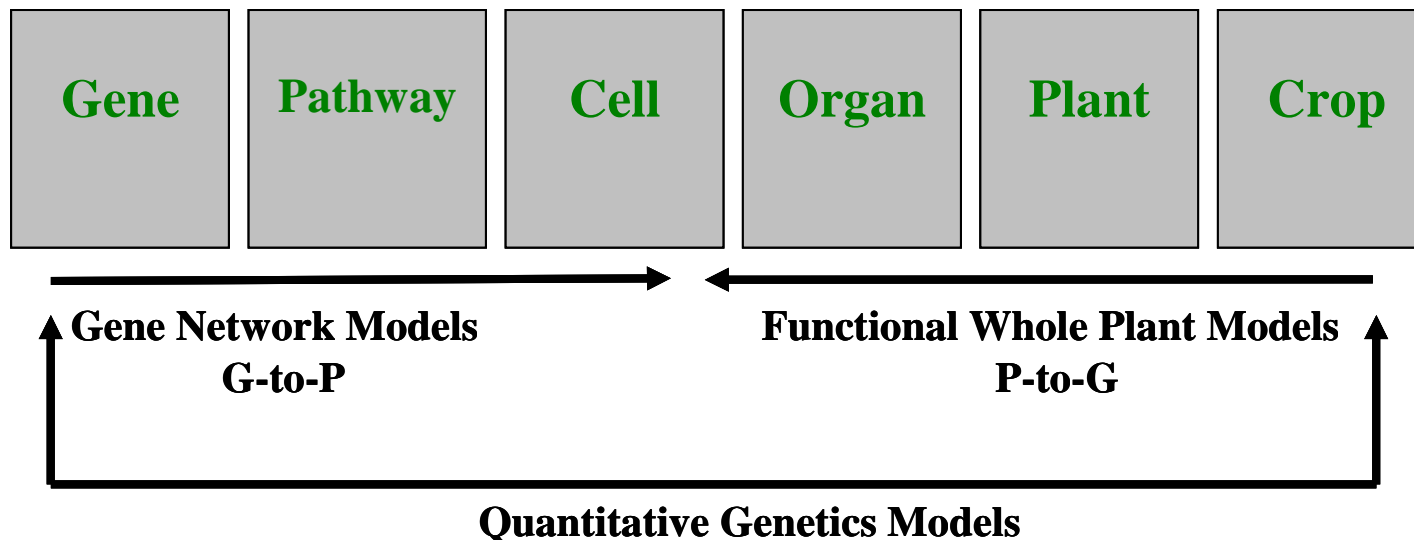 Gene Pathway Cell Organ Plant Crop
Gene Network Models Functional Whole Plant Models
G-to-P P-to-G
Quantitative Genetics Models